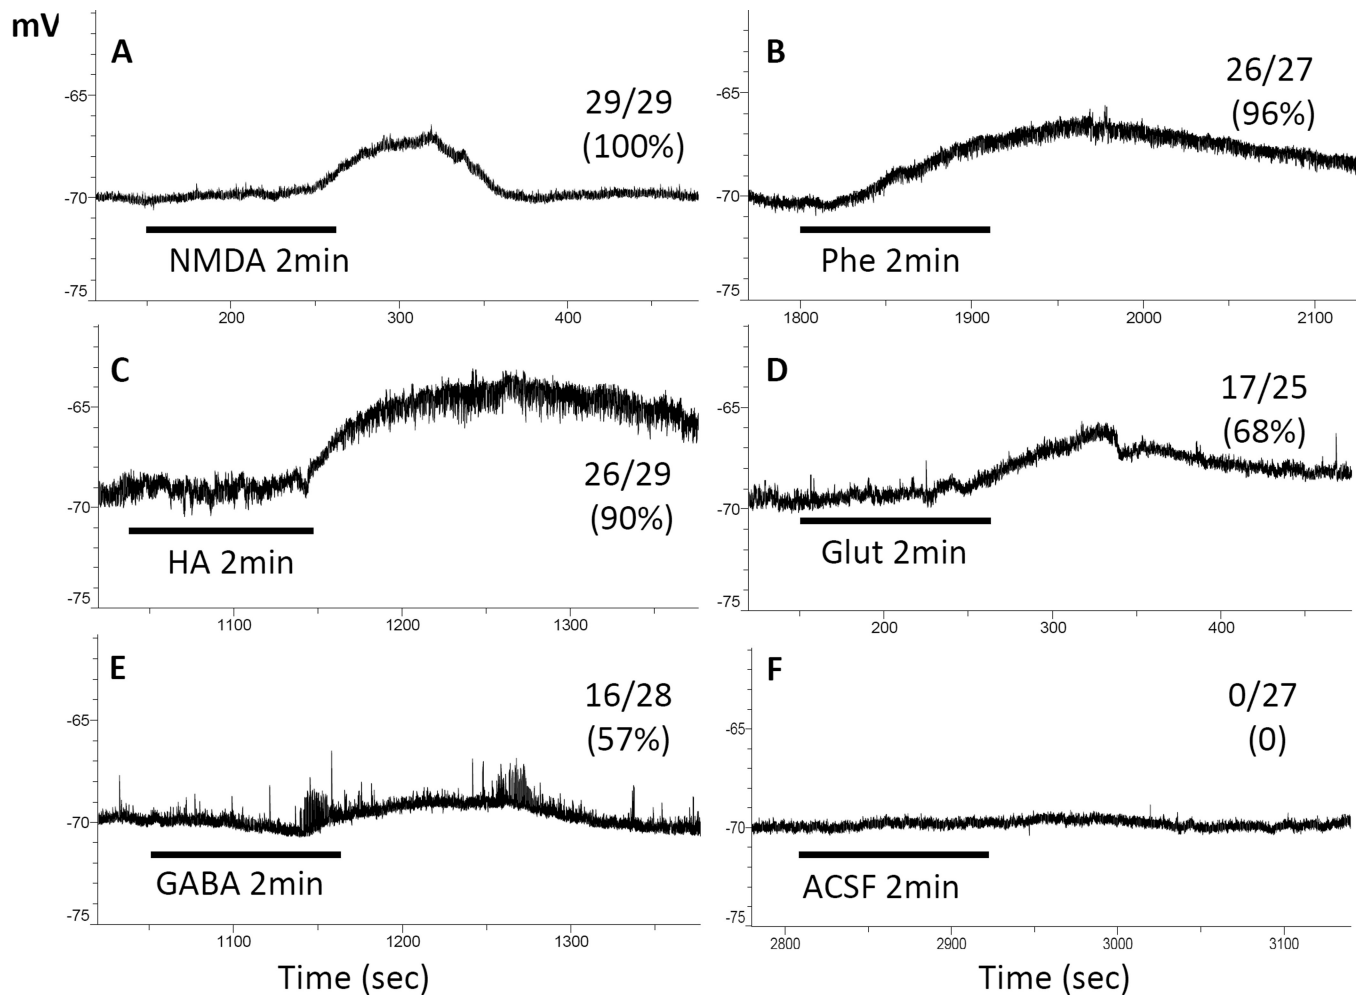 mV
A
29/29
(100%)
-65
-70
-75
NMDA 2min
200 300 400
B
26/27
(96%)
-65
-70
-75
Phe 2min
1800 1900 2000 2100
C
-65
-70
-75
26/29
(90%)
HA 2min
1100 1200 1300
D
17/25
(68%)
-65
-70
-75
Glut 2min
200 300 400
E
16/28
(57%)
-65
-70
-75
GABA 2min
1100 1200 1300
Time (sec)
F
0/27
(0)
-65
-70
-75
ACSF 2min
2800 2900 3000 3100
Time (sec)